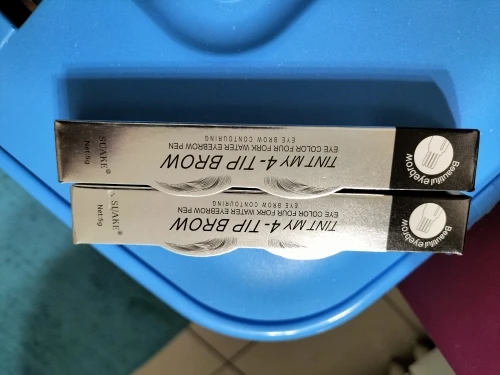 SUAKE®
Net:5g
TINT MY 4-TIP BROW
EYE COLOR FOUR FORK WATER EYEBROW PEN
EYE BROW CONTOURING
Beautiful eyebrow
SUAKE®
Net:5g
TINT MY 4-TIP BROW
EYE COLOR FOUR FORK WATER EYEBROW PEN
EYE BROW CONTOURING
Beautiful eyebrow